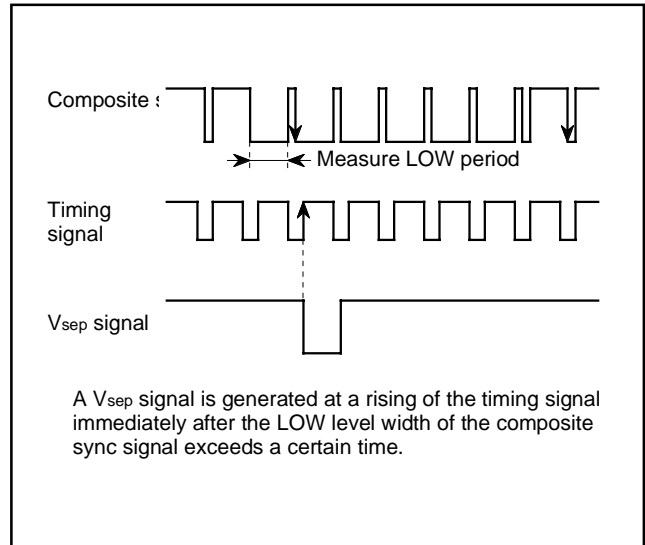 Composite
Measure LOW period
Timing
signal
Vsep signal
A Vsep signal is generated at a rising of the timing signal
immediately after the LOW level width of the composite
sync signal exceeds a certain time.